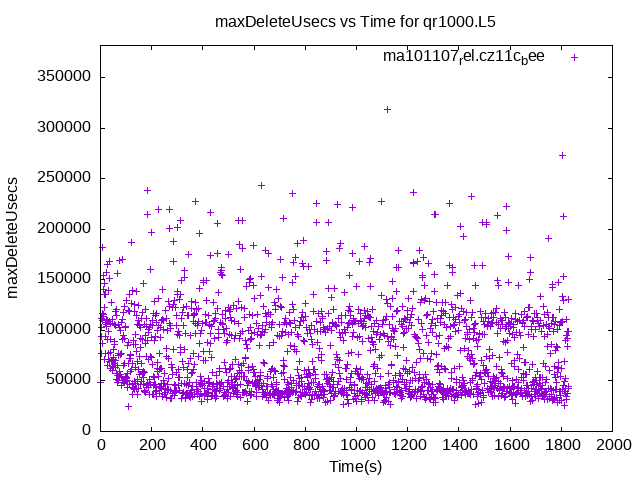 maxDeleteUsecs vs Time for qr1000.L5
ma101107rel.cz11cbee
350000
300000
250000
200000
150000
100000
50000
0
maxDeleteUsecs
0 200 400 600 800 1000 1200 1400 1600 1800 2000
Time(s)